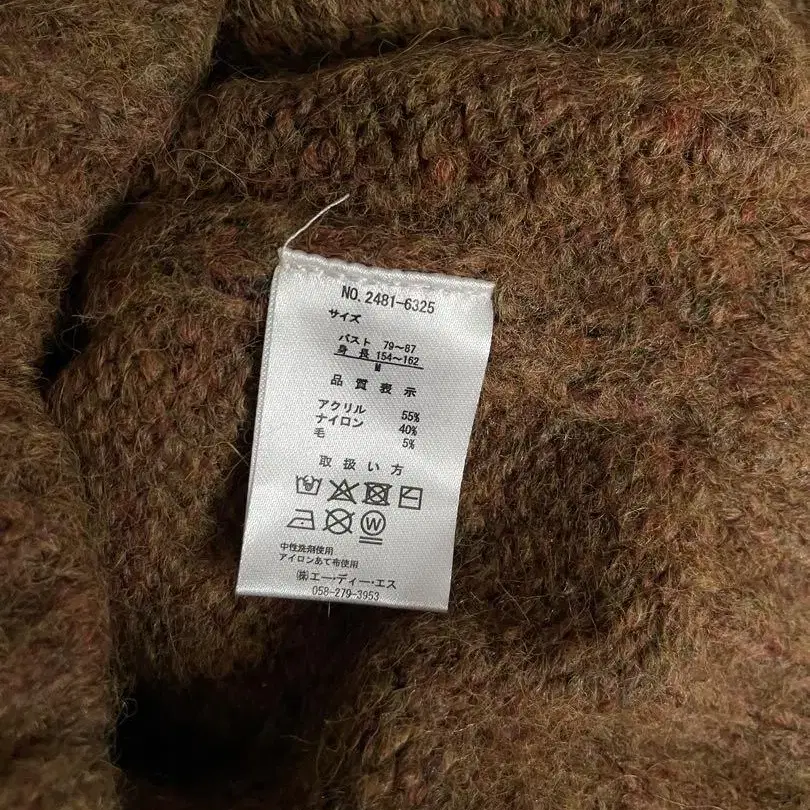 NO. 2481-6325
サイズ
バスト 79~87
身 長 154~162
M
品 質 表 示
アクリル 55%
ナイロン 40%
毛 5%
取 扱 い 方
W
中性洗剤使用
アイロンあて布使用
㈱エー・ディー・エス
058-279-3953